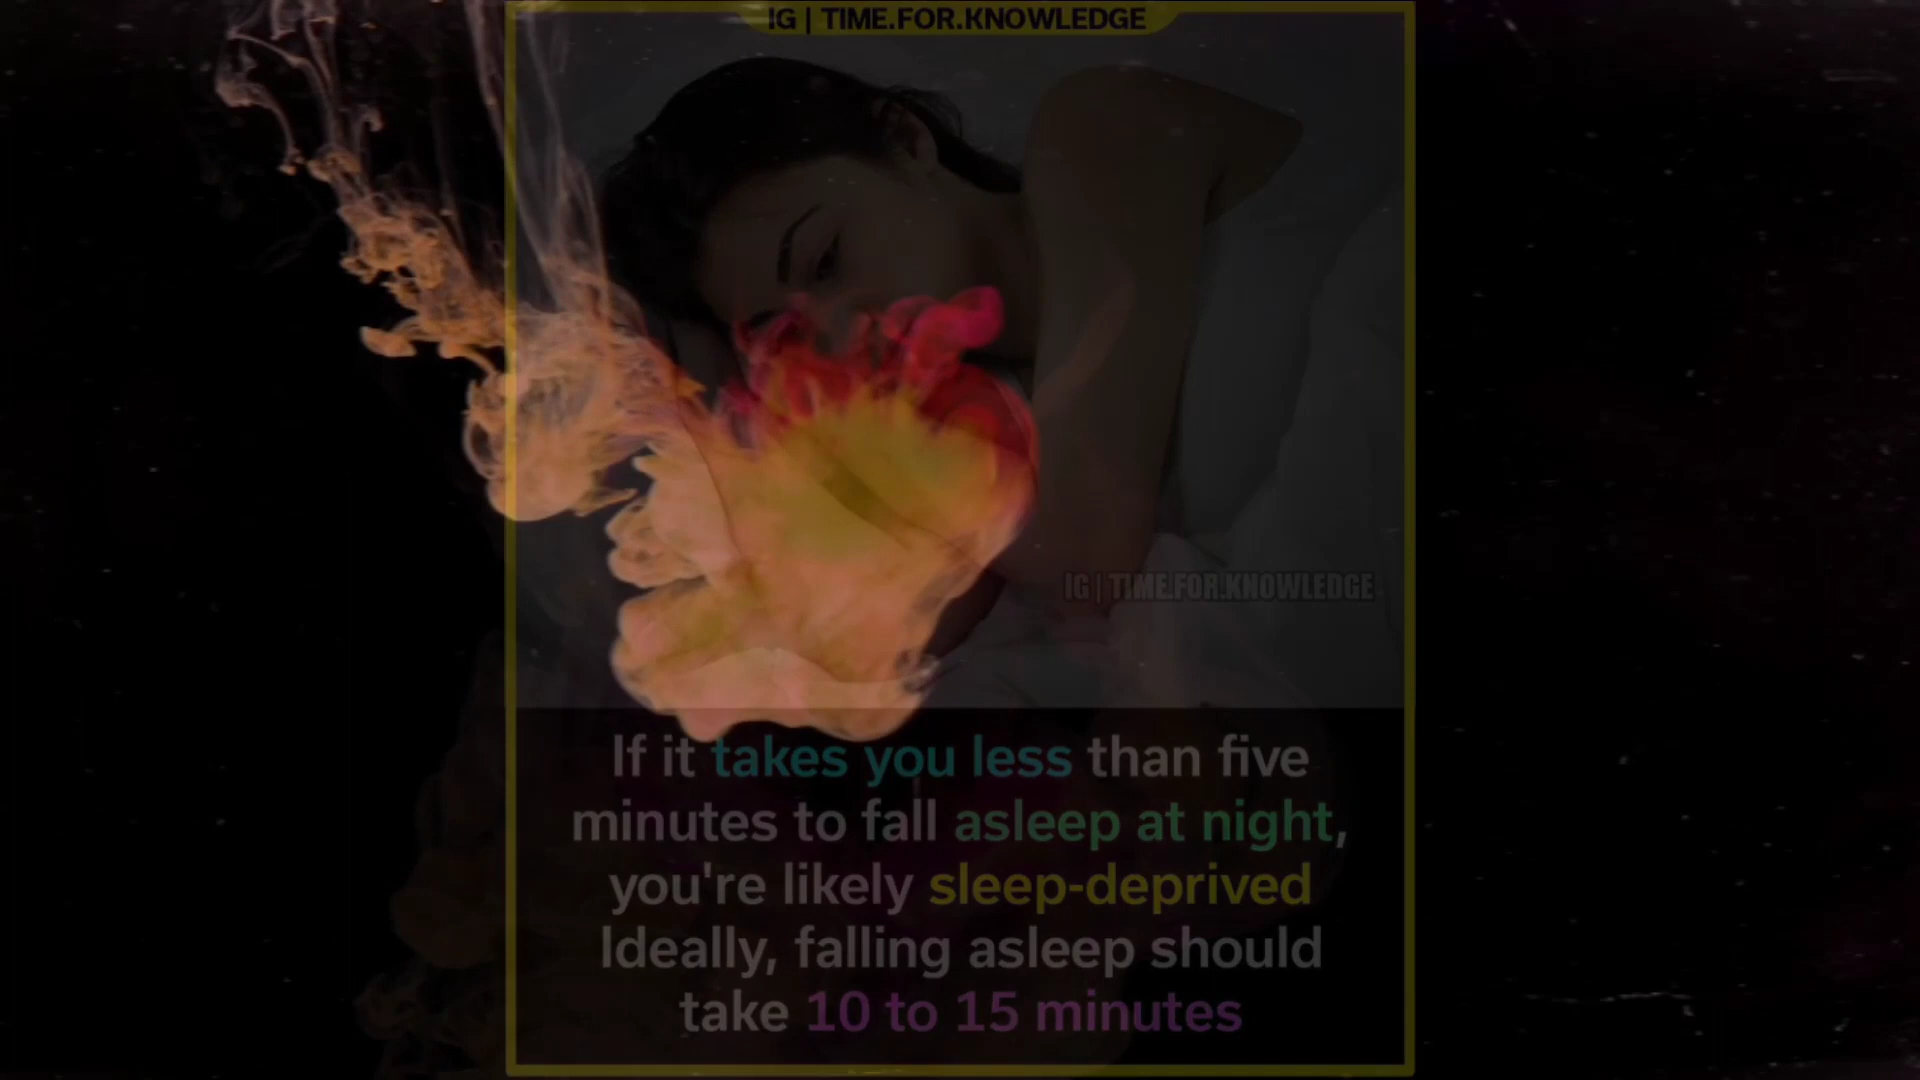 IG | TIME.FOR.KNOWLEDGE
IG | TIME.FOR.KNOWLEDGE
If it takes you less than five
minutes to fall asleep at night,
you're likely sleep-deprived
Ideally, falling asleep should
take 10 to 15 minutes